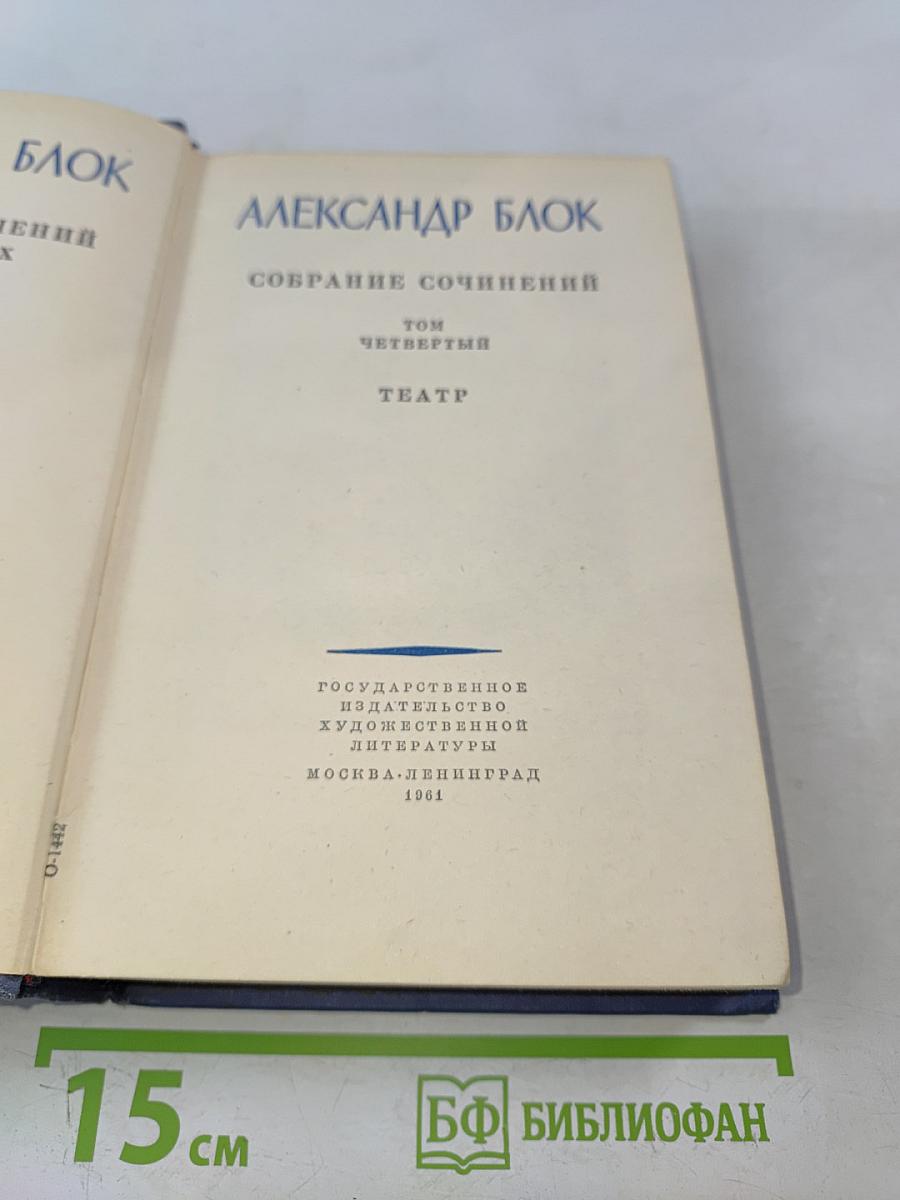 БЛОК
АЛЕКСАНДР БЛОК
СОБРАНИЕ СОЧИНЕНИЙ
ТОМ
ЧЕТВЕРТЫЙ
ТЕАТР
ГОСУДАРСТВЕННОЕ
ИЗДАТЕЛЬСТВО
ХУДОЖЕСТВЕННОЙ
ЛИТЕРАТУРЫ
МОСКВА·ЛЕНИНГРАД
1961
О-1442
15 см
БФ БИБЛИОФАН